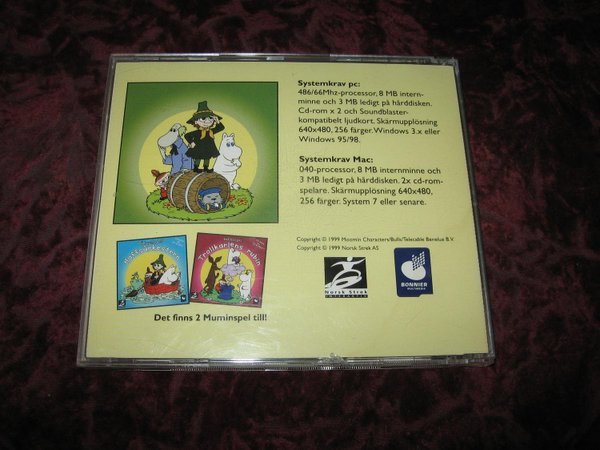 Systemkrav pc:
486/66Mhz-processor, 8 MB intern-
minne och 3 MB ledigt på hårddisken.
Cd-rom x 2 och Soundblaster-
kompatibelt ljudkort. Skärmupplösning
640x480, 256 färger. Windows 3.x eller
Windows 95/98.
Systemkrav Mac:
040-processor, 8 MB internminne och
3 MB ledigt på hårddisken. 2x cd-rom-
spelare. Skärmupplösning 640x480,
256 färger. System 7 eller senare.
Copyright © 1999 Moomin Characters/Bulls/Telecable Benelux B.V.
Copyright © 1999 Norsk Strek AS
Trollkarlens rubin
Norsk Strek
INTERAKTIV
BONNIER
MULTIMEDIA
Det finns 2 Muminspel till!